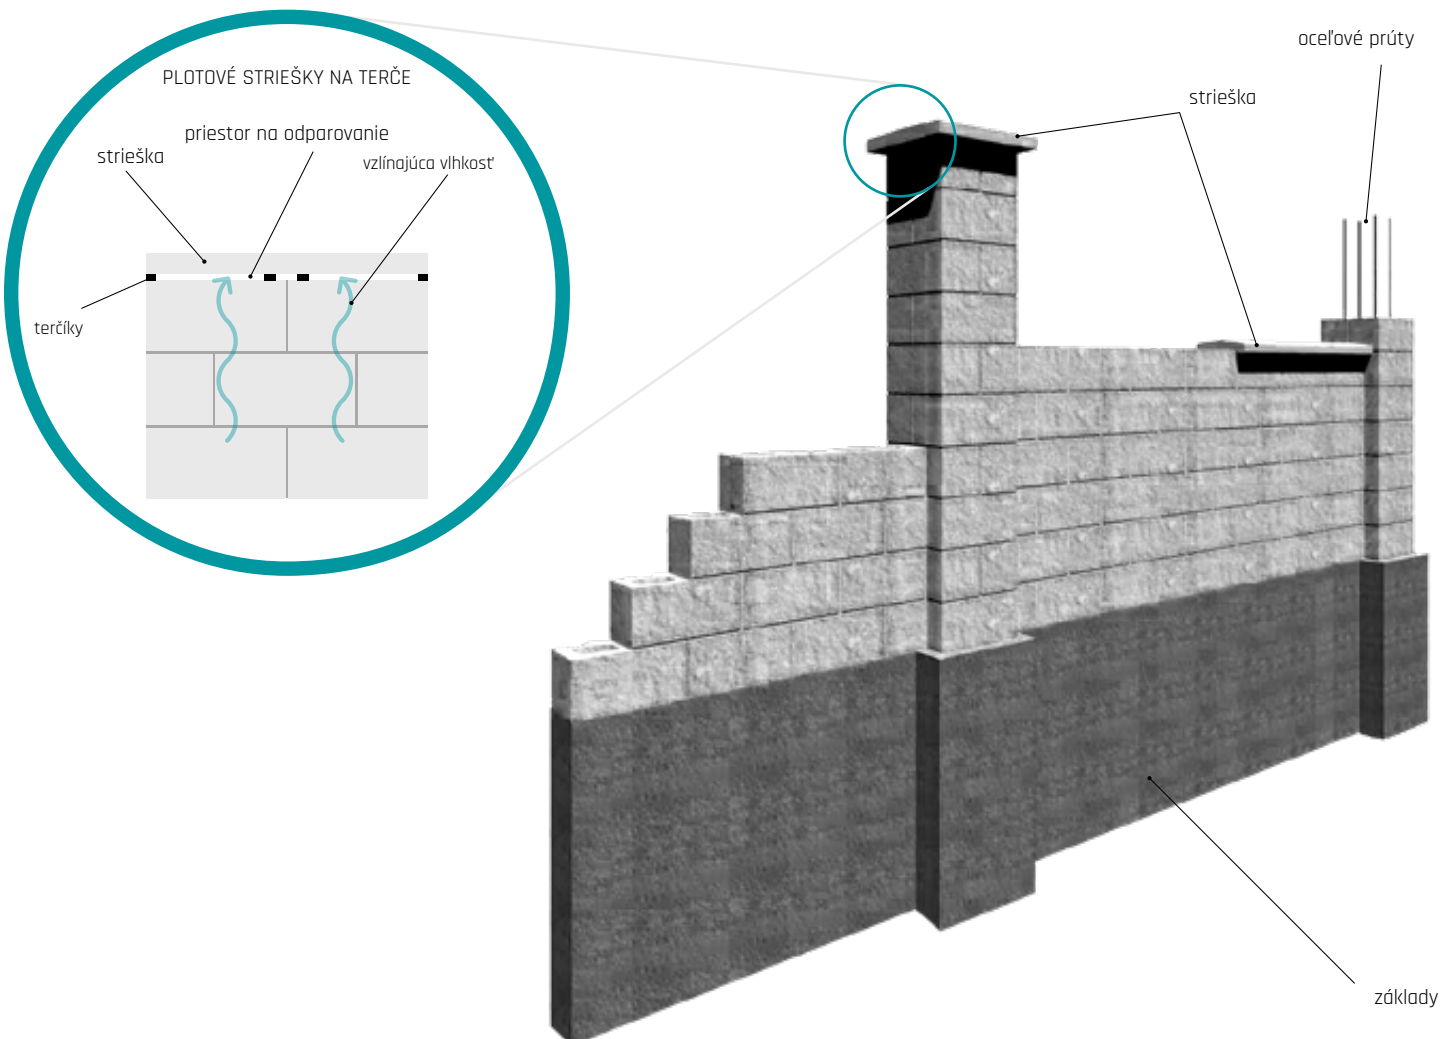 PLOTOVÉ STRIEŠKY NA TERČE
priestor na odparovanie
strieška
vzlínajúca vlhkosť
terčíky
oceľové prúty
strieška
základy